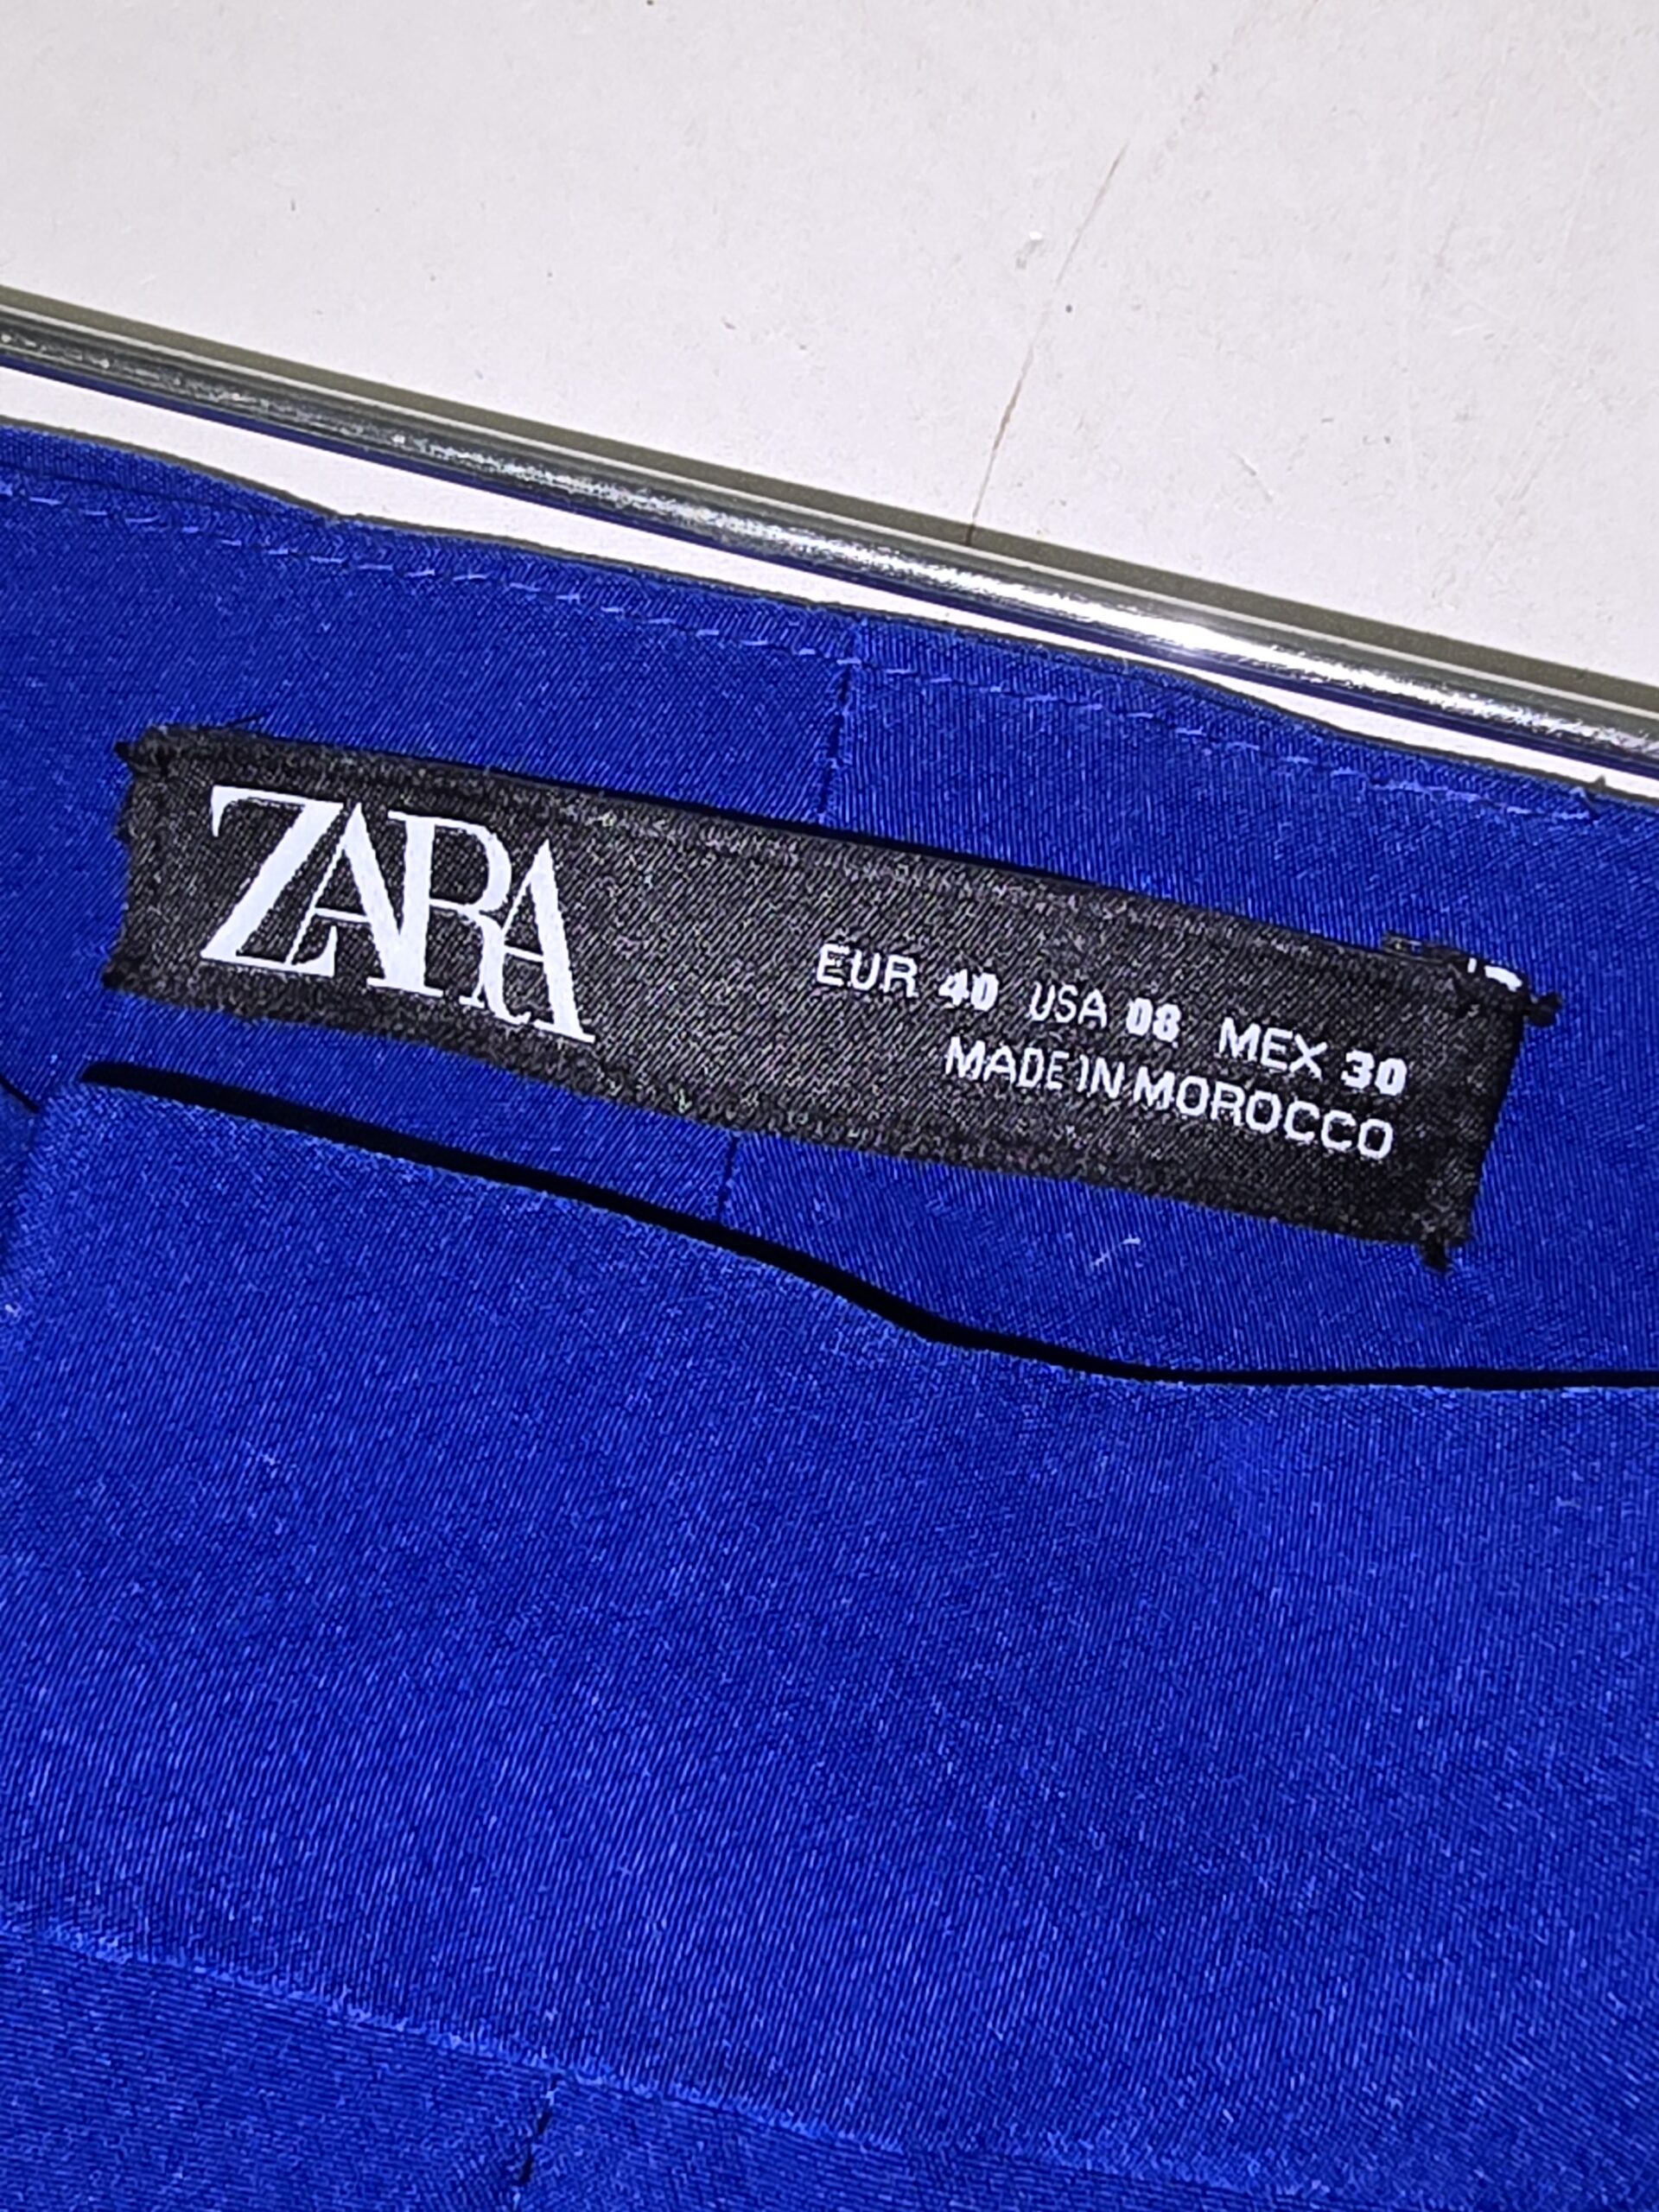 ZARA
EUR 40 USA 08 MEX 30
MADE IN MOROCCO